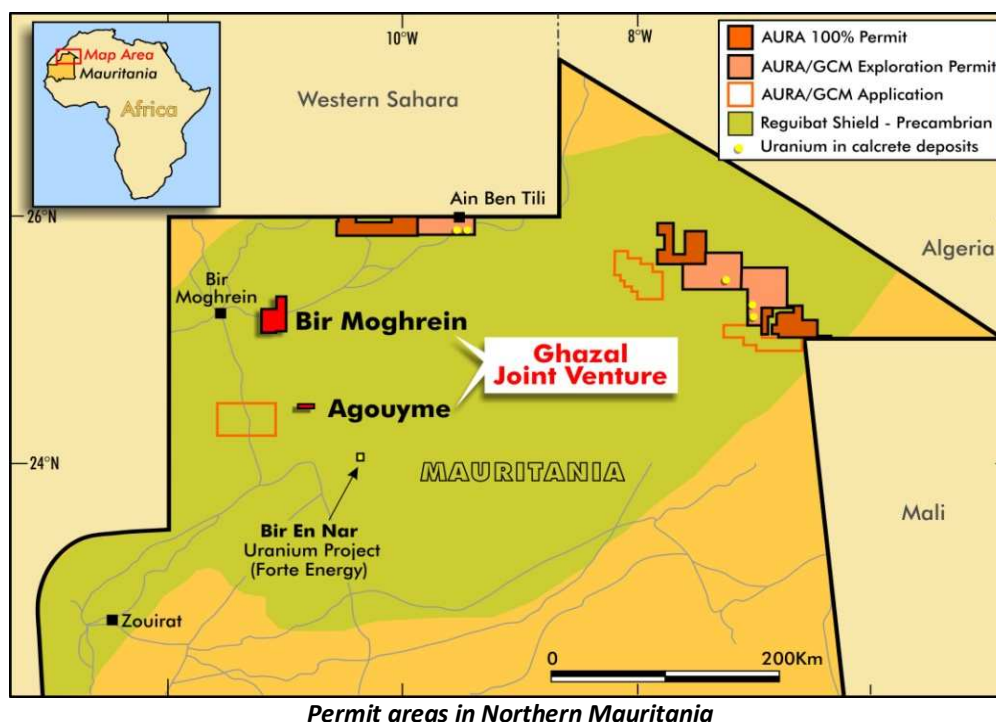 10°W
8°W
Map Area
Mauritania
Africa
Western Sahara
AURA 100% Permit
AURA/GCM Exploration Permit
AURA/GCM Application
Reguibat Shield - Precambrian
Uranium in calcrete deposits
Ain Ben Tili
26°N
Algeria
Bir
Moghrein
Bir Moghrein
Ghazal
Joint Venture
Agouyme
24°N
MAURITANIA
Mali
Bir En Nar
Uranium Project
(Forte Energy)
Zouirat
0
200Km
Permit areas in Northern Mauritania